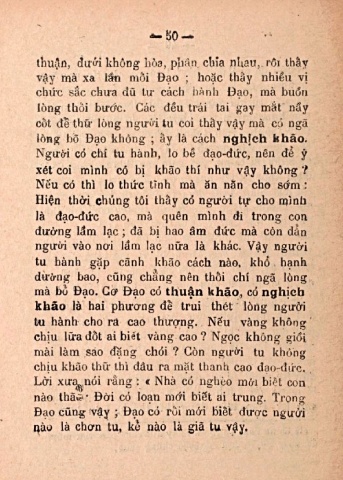 — 50 —
thuận, dưới không hòa, phân chia nhau, rồi thầy
vậy mà xa lần mối Đạo ; hoặc thầy nhiều vị
chức sắc chưa đủ tư cách hành Đạo, mà buồn
lòng thối bước. Các đều trái tai gay mắt nầy
cốt để thử lòng người tu coi thầy vậy mà có ngã
lòng bỏ Đạo không ; ấy là cách nghịch khảo.
Người có chí tu hành, lo bề đạo-đức, nên để ý
xét coi mình có bị khảo thí như vậy không ?
Nếu có thì lo thức tỉnh mà ăn năn cho sớm :
Hiện thời chúng tôi thấy có người tự cho mình
là đạo-đức cao, mà quên mình đi trong con
đường lầm lạc ; đã bị hao âm đức mà còn dẫn
người vào nơi lầm lạc nữa là khác. Vậy người
tu hành gặp cảnh khảo cách nào, khổ hạnh
dường bao, cũng chẳng nên thối chí ngã lòng
mà bỏ Đạo. Cơ Đạo có thuận khảo, có nghịch
khảo là hai phương để trui thét lòng người
tu hành cho ra cao thượng. Nếu vàng không
chịu lửa đốt ai biết vàng cao ? Ngọc không giồi
mài làm sao đặng chói ? Còn người tu không
chịu khảo thử thì đâu ra mặt thanh cao đạo-đức.
Lời xưa nói rằng : « Nhà có nghèo mới biết con
nào thảo Đời có loạn mới biết ai trung. Trong
Đạo cũng vậy ; Đạo có rối mới biết được người
nào là chơn tu, kẻ nào là giả tu vậy.